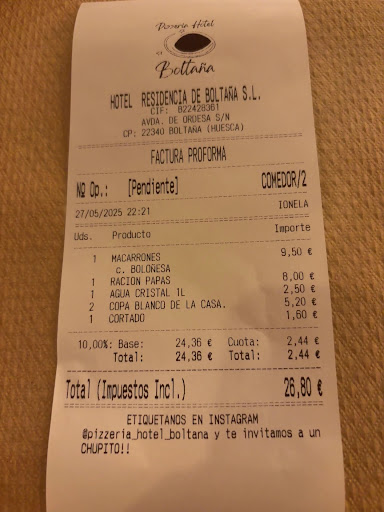 Pizzería Hotel
Boltaña
HOTEL RESIDENCIA DE BOLTAÑA S.L.
CIF: B22428361
AVDA. DE ORDESA S/N
CP: 22340 BOLTAÑA (HUESCA)
FACTURA PROFORMA
Nº Op.: [Pendiente] COMEDOR/2
27/05/2025 22:21 IONELA
Uds. Producto Importe
1 MACARRONES 9,50 €
c. BOLOÑESA
1 RACION PAPAS 8,00 €
1 AGUA CRISTAL 1L 2,50 €
2 COPA BLANCO DE LA CASA. 5,20 €
1 CORTADO 1,60 €
10,00%: Base: 24,36 € Cuota: 2,44 €
Total: 24,36 € Total: 2,44 €
Total (Impuestos Incl.) 26,80 €
ETIQUETANOS EN INSTAGRAM
@pizzeria_hotel_boltana y te invitamos a un
CHUPITO!!